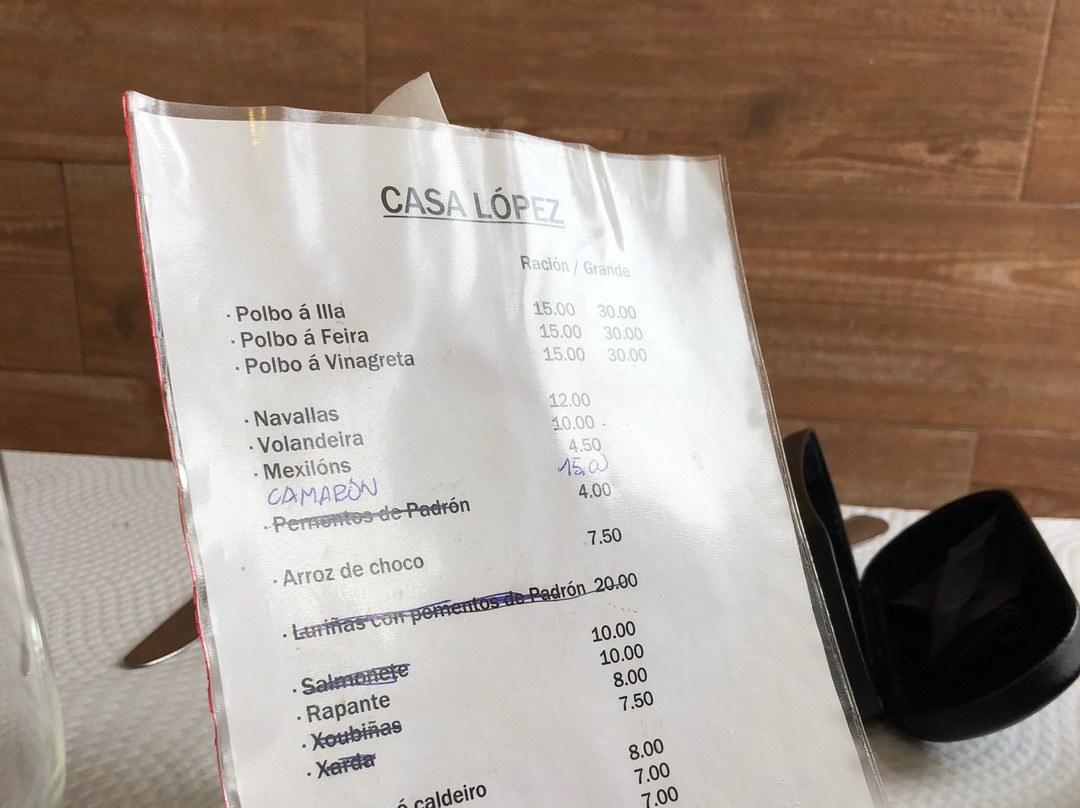 CASA LÓPEZ
Ración / Grande
· Polbo á Illa 15.00 30.00
· Polbo á Feira 15.00 30.00
· Polbo á Vinagreta 15.00 30.00
· Navallas 12.00
· Volandeira 10.00
· Mexilóns 4.50
CAMARÓN 15,00
· Pementos de Padrón 4.00
· Arroz de choco 7.50
· Luriñas con pementos de Padrón 20.00
· Salmonete 10.00
· Rapante 10.00
· Xoubiñas 8.00
· Xarda 7.50
caldeiro 8.00
7.00
7.00